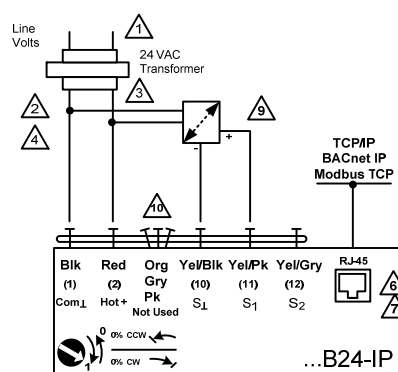 Line
Volts
1
24 VAC
Transformer
2
3
4
9
+
-
TCP/IP
BACnet IP
Modbus TCP
10
Blk
Red
Org
Gry
Pk
Not Used
Yel/Blk
Yel/Pk
Yel/Gry
RJ-45
(1)
(2)
(10)
(11)
(12)
Com⊥
Hot +
S⊥
S1
S2
6
7
0
1
0% CCW
0% CW
...B24-IP